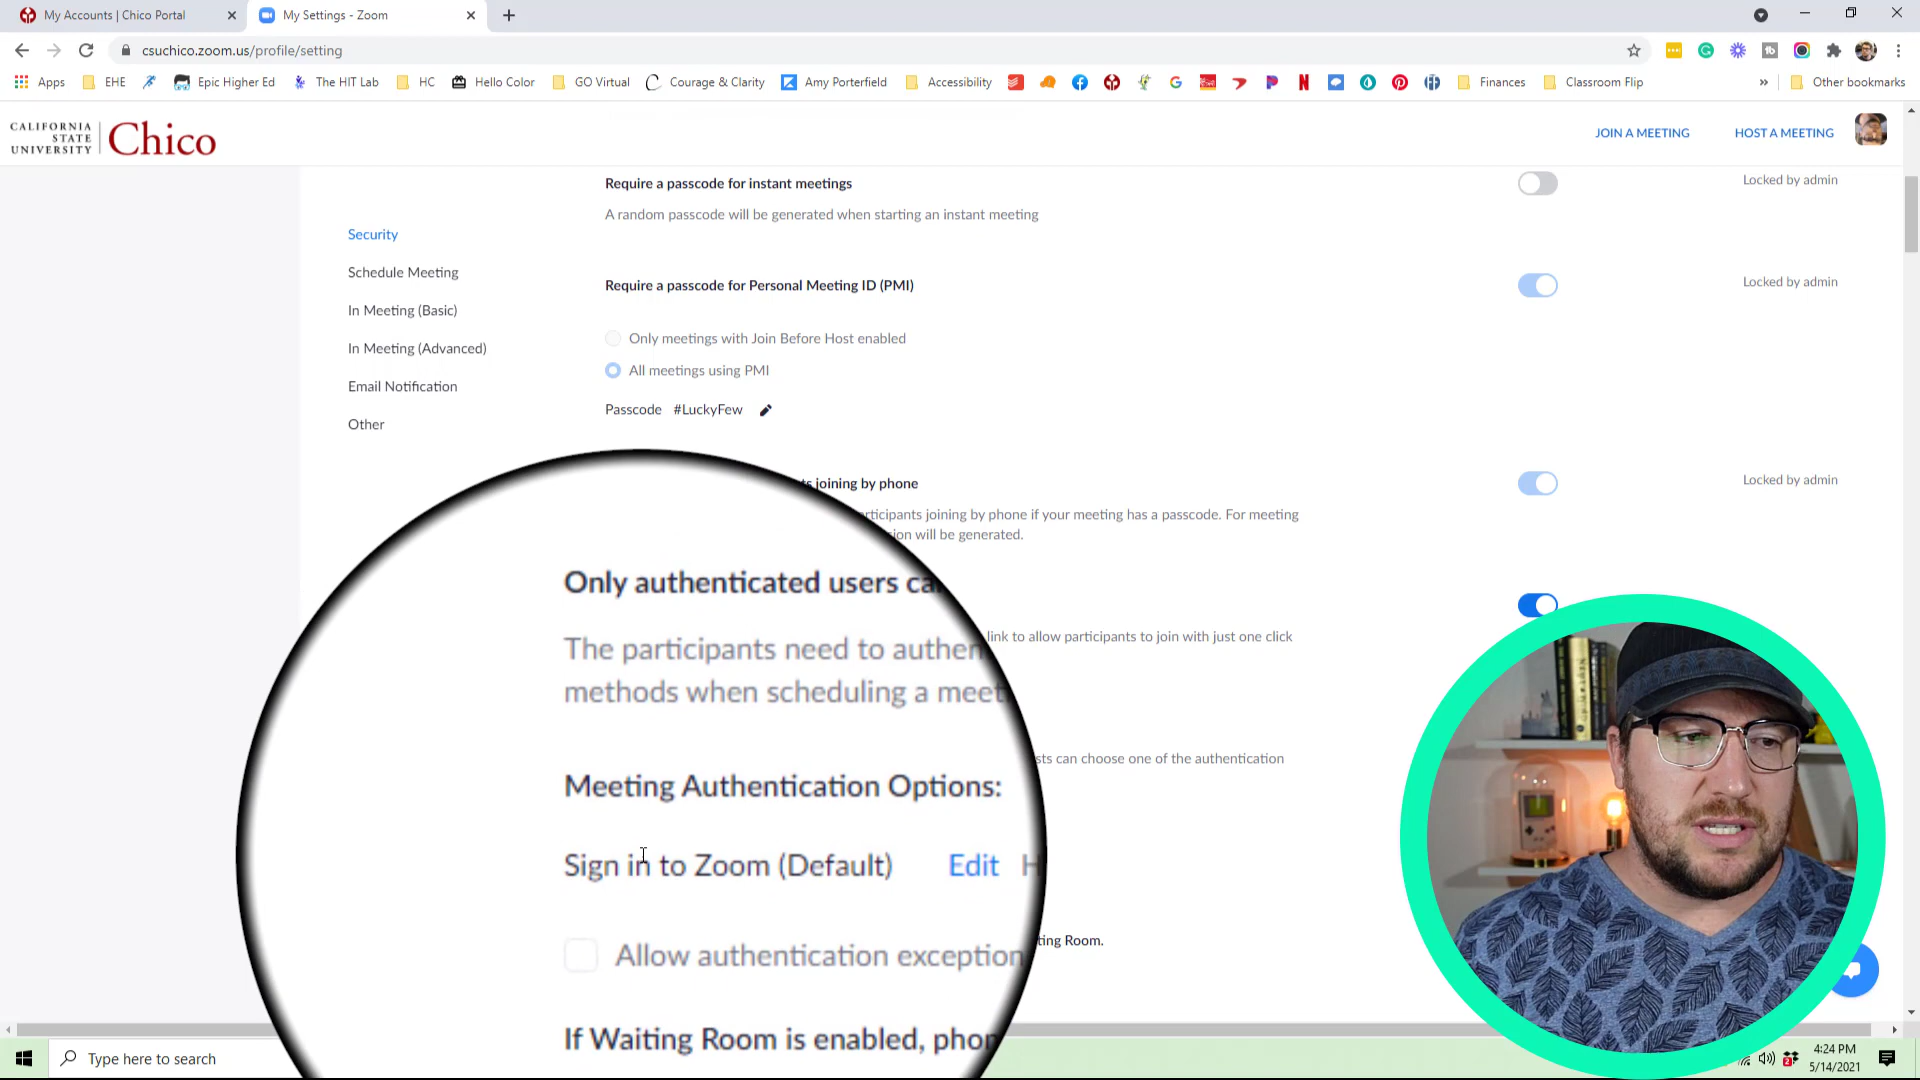 My Accounts | Chico Portal
My Settings - Zoom
csuchico.zoom.us/profile/setting
Apps EHE Epic Higher Ed The HIT Lab HC Hello Color GO Virtual Courage & Clarity Amy Porterfield Accessibility Finances Classroom Flip » Other bookmarks
CALIFORNIA
STATE
UNIVERSITY
Chico
JOIN A MEETING HOST A MEETING
Security
Schedule Meeting
In Meeting (Basic)
In Meeting (Advanced)
Email Notification
Other
Require a passcode for instant meetings
Locked by admin
A random passcode will be generated when starting an instant meeting
Require a passcode for Personal Meeting ID (PMI)
Locked by admin
Only meetings with Join Before Host enabled
All meetings using PMI
Passcode #LuckyFew
joining by phone
Locked by admin
participants joining by phone if your meeting has a passcode. For meeting
will be generated.
link to allow participants to join with just one click
can choose one of the authentication
Room.
Only authenticated users
The participants need to
methods when scheduling a
Meeting Authentication Options:
Sign in to Zoom (Default) Edit
Allow authentication exception
If Waiting Room is enabled,
Type here to search
4:24 PM
5/14/2021